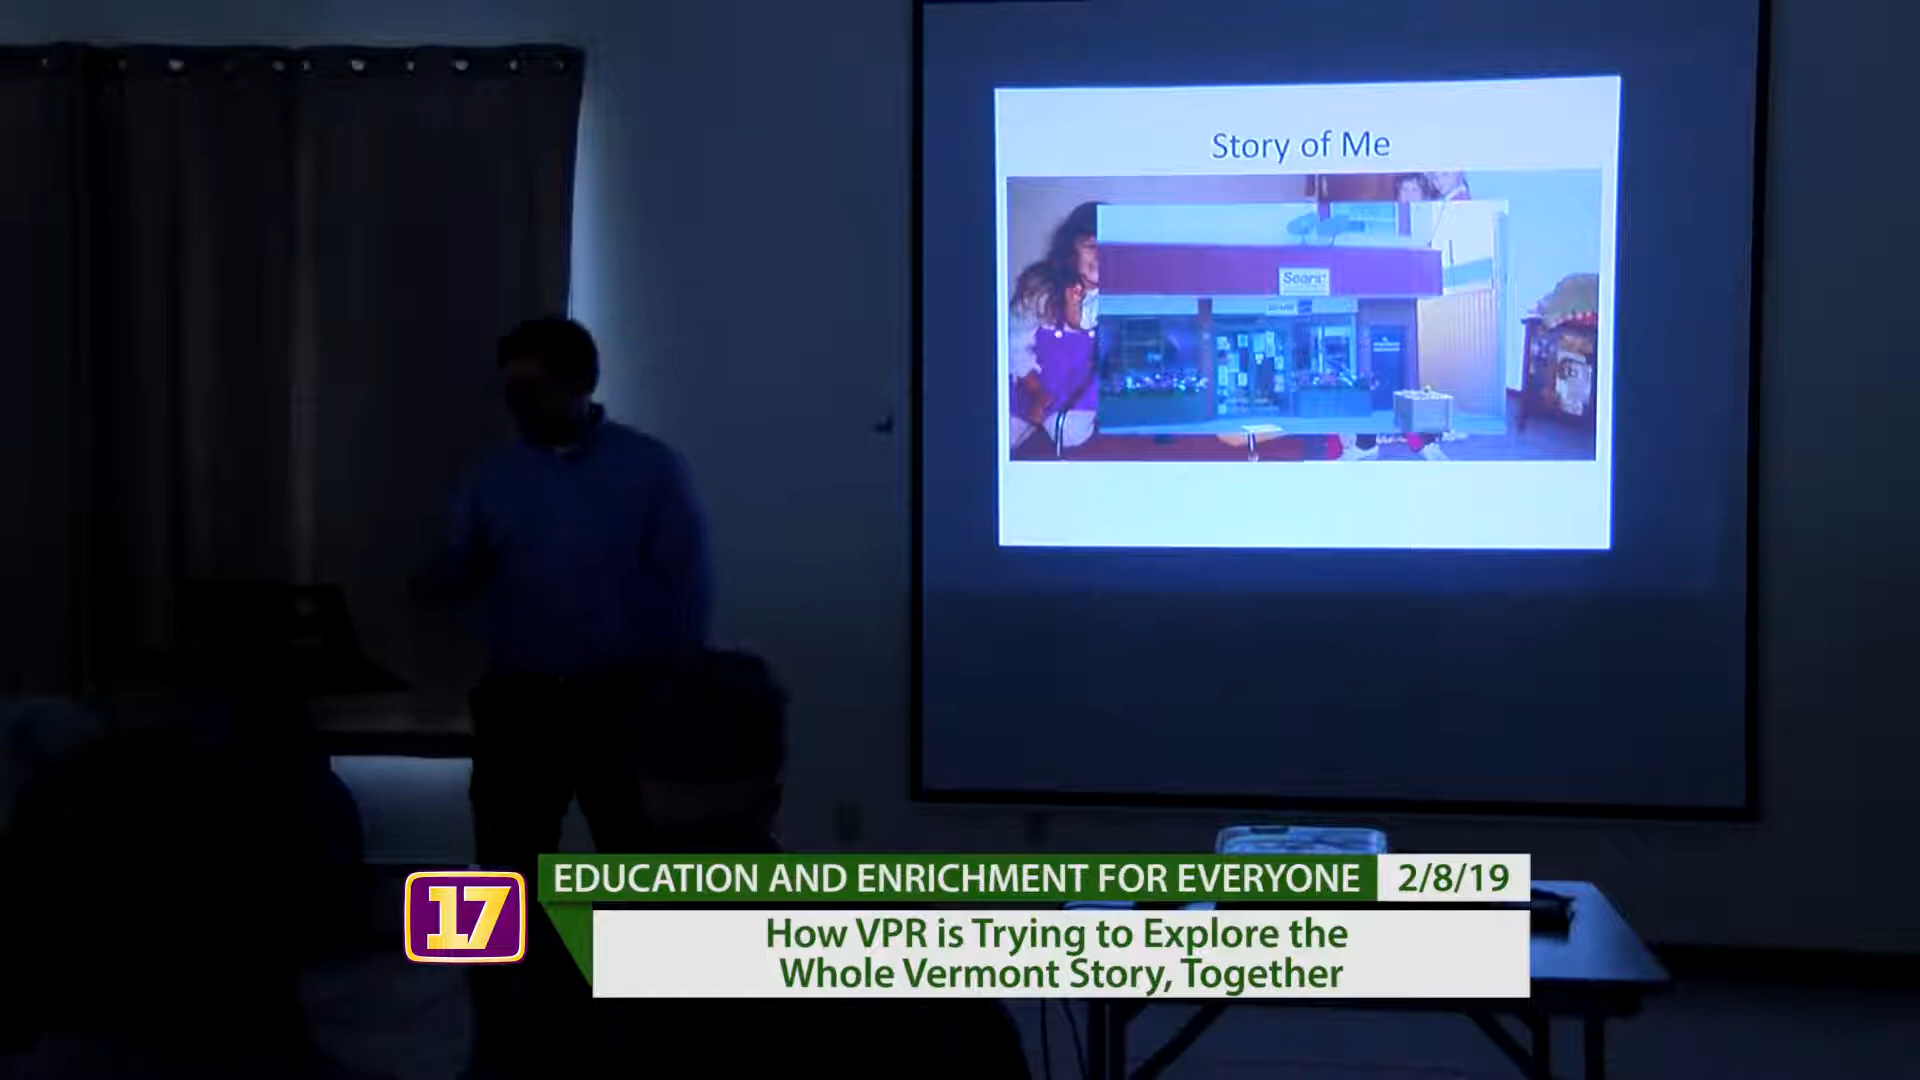 Story of Me
Sears
17
EDUCATION AND ENRICHMENT FOR EVERYONE
2/8/19
How VPR is Trying to Explore the
Whole Vermont Story, Together